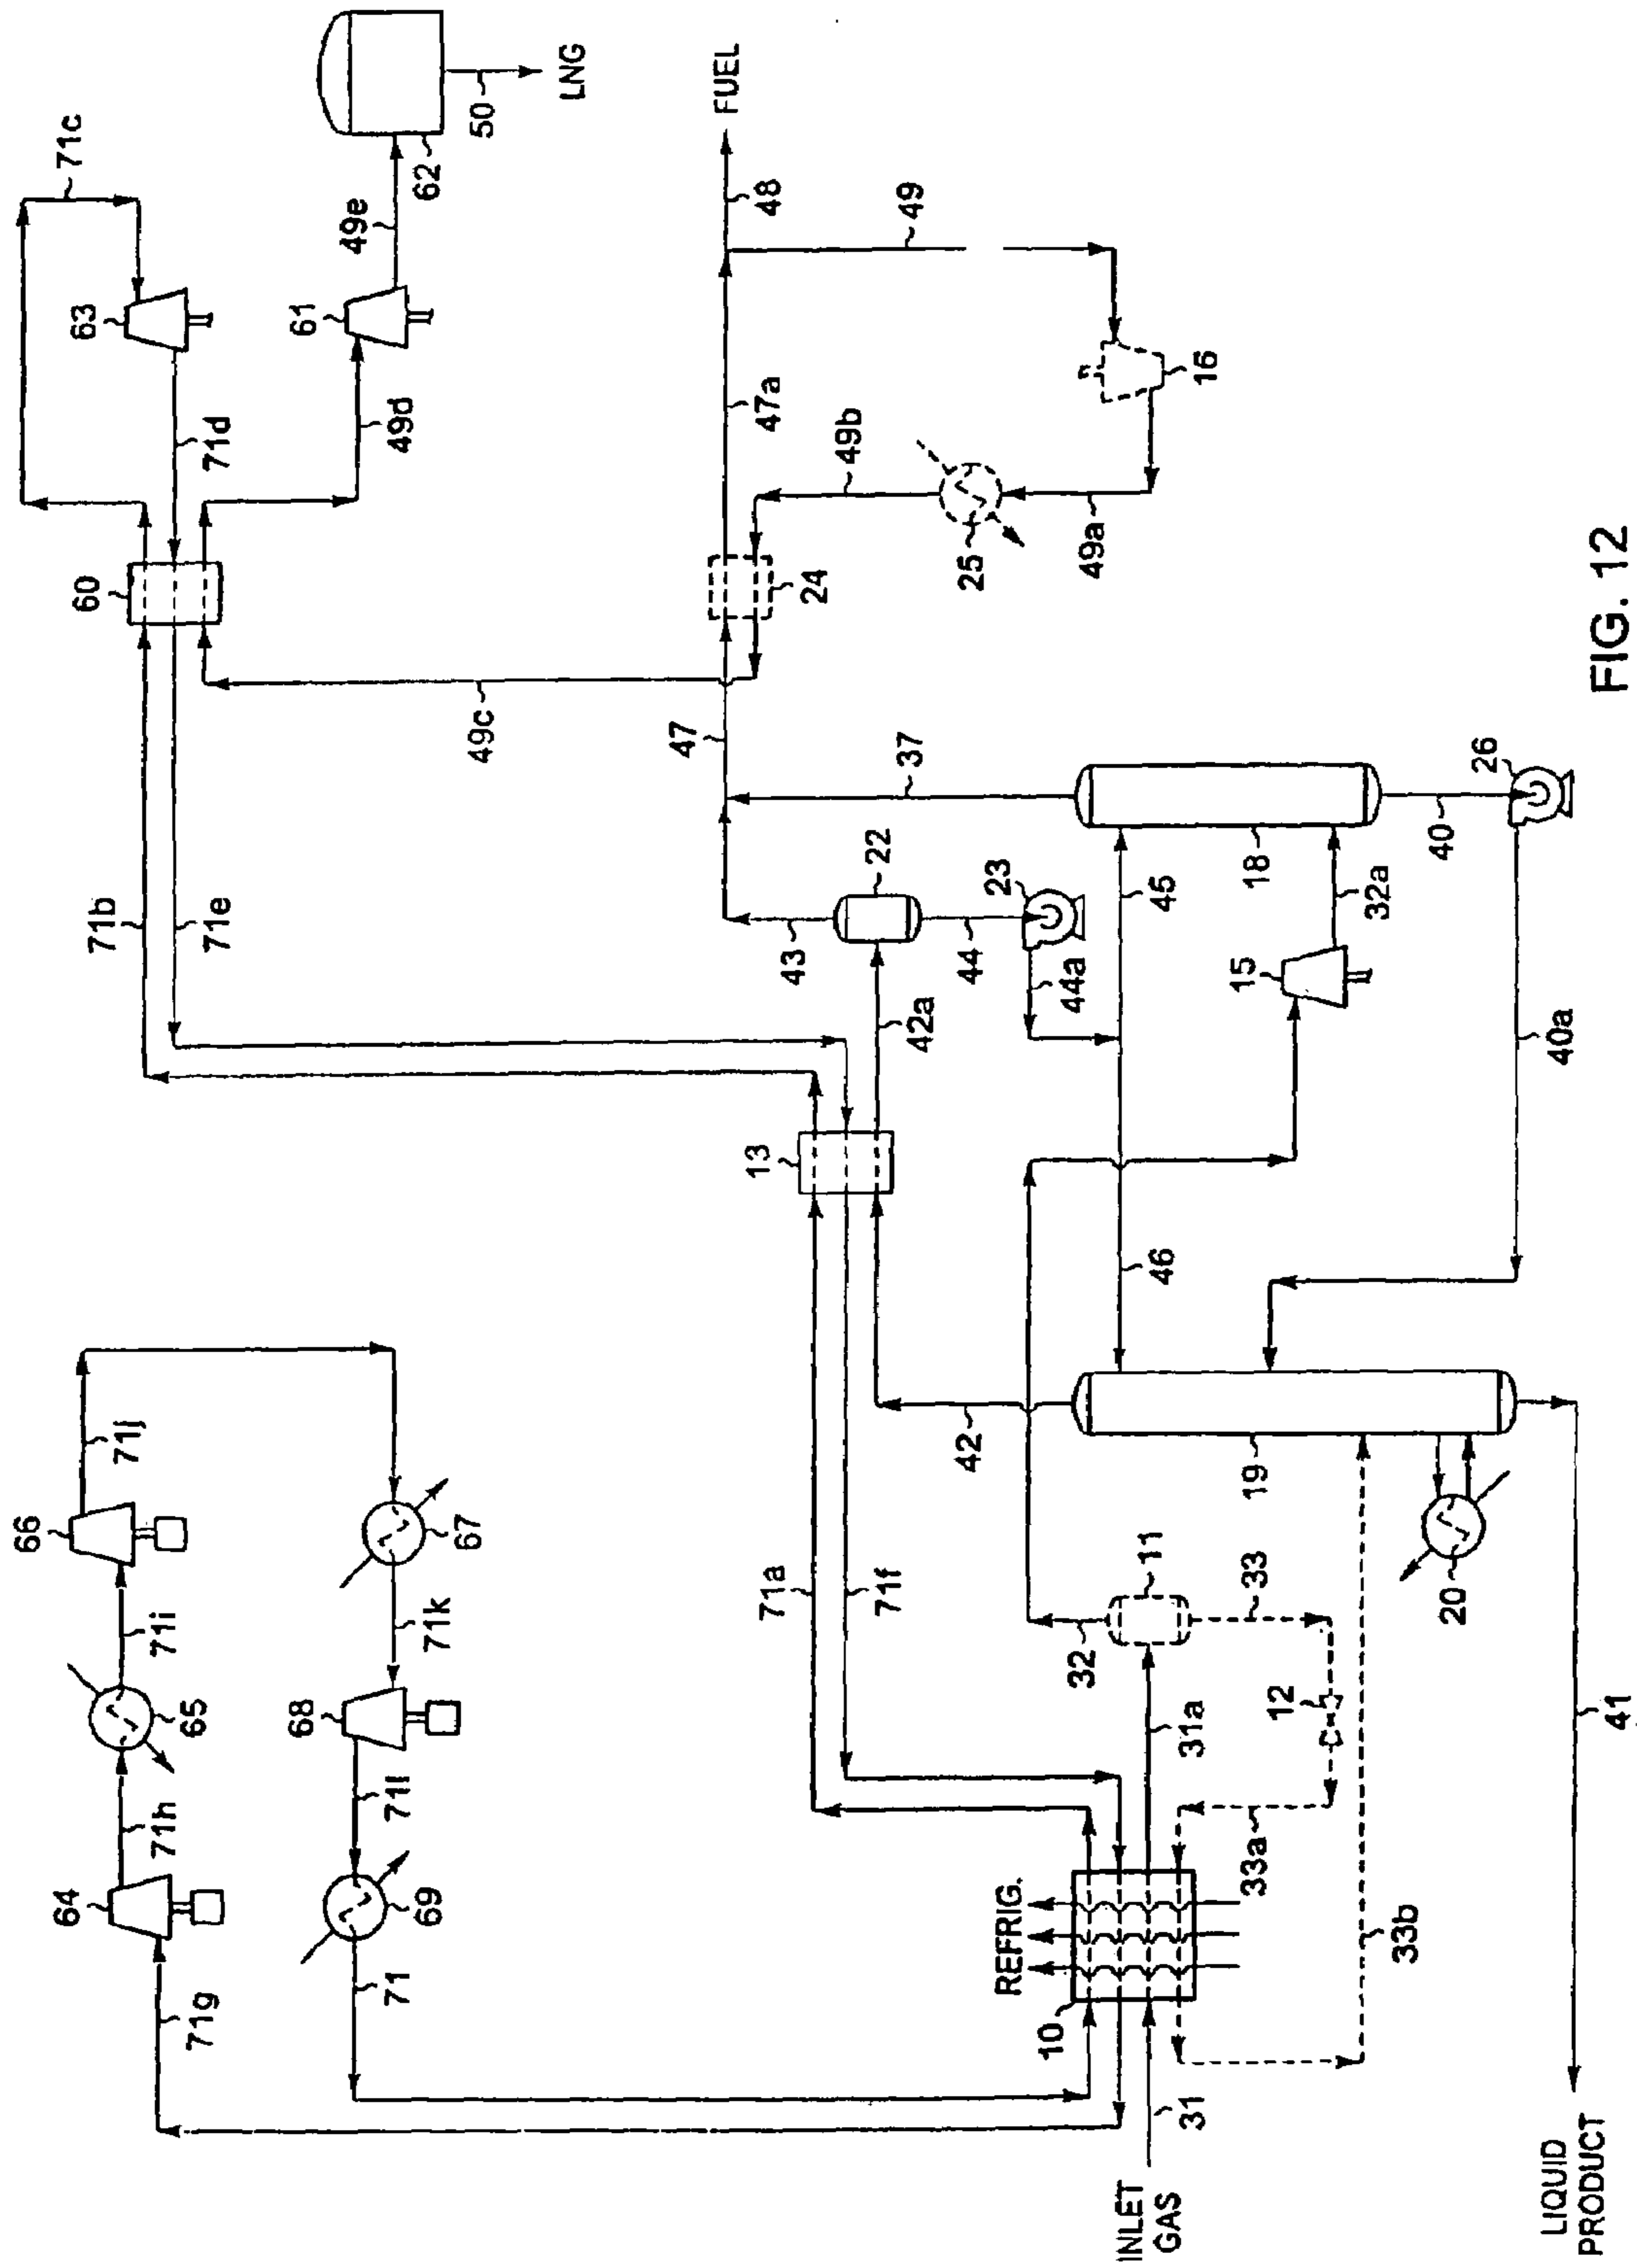 66
64
60
63
71c
71b
71j
71i
71h
71g
65
71e
71d
68
61
71l
71k
49e
71
69
67
49d
62
50
49c
LNG
47
FUEL
71a
13
43
37
47a
48
71f
42a
22
24
49b
49
42
44
23
25
REFRIG.
10
32
11
44a
49a
INLET
GAS
31
31a
46
45
16
33a
12
33
19
15
18
33b
20
32a
40
26
LIQUID
PRODUCT
41
40a
FIG. 12